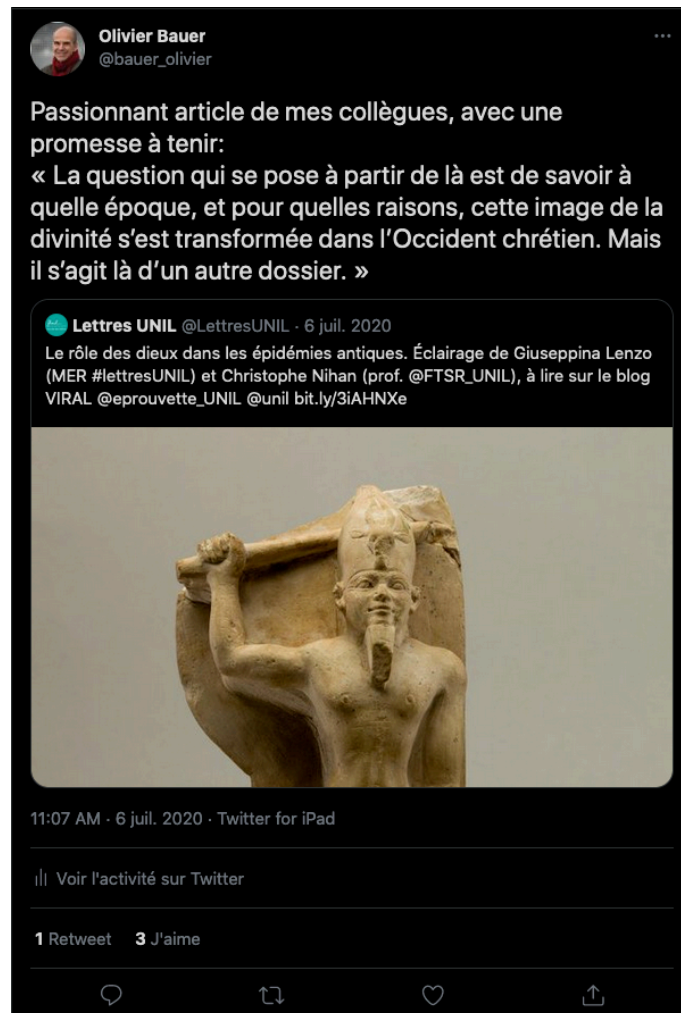 Olivier Bauer
@bauer_olivier
Passionnant article de mes collègues, avec une
promesse à tenir:
« La question qui se pose à partir de là est de savoir à
quelle époque, et pour quelles raisons, cette image de la
divinité s’est transformée dans l’Occident chrétien. Mais
il s’agit là d’un autre dossier. »
Lettres UNIL @LettresUNIL · 6 juil. 2020
Le rôle des dieux dans les épidémies antiques. Éclairage de Giuseppina Lenzo
(MER #lettresUNIL) et Christophe Nihan (prof. @FTSR_UNIL), à lire sur le blog
VIRAL @eprouvette_UNIL @unil bit.ly/3iAHNXe
11:07 AM · 6 juil. 2020 · Twitter for iPad
Voir l'activité sur Twitter
1 Retweet 3 J'aime